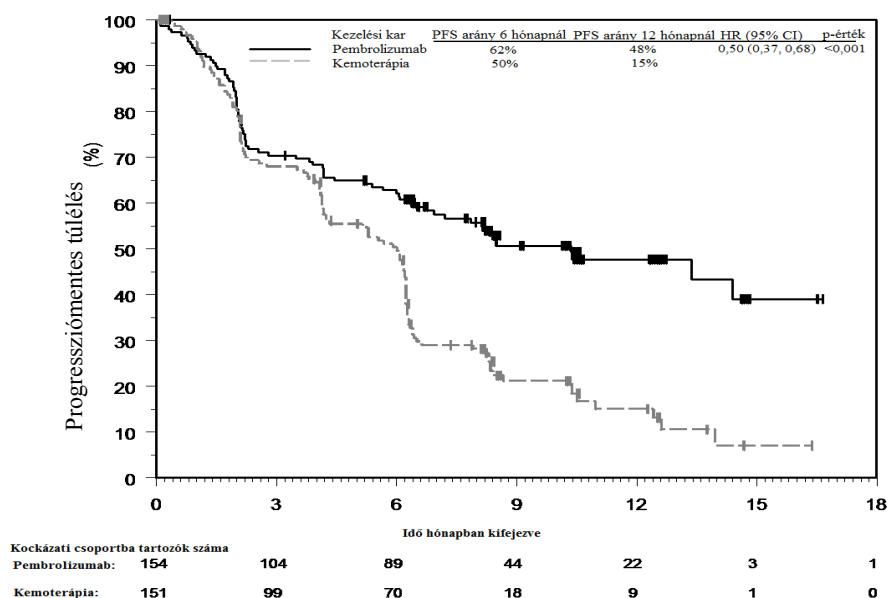 Kezelési kar PFS arány 6 hónapnál PFS arány 12 hónapnál HR (95% CI) p-érték
Pembrolizumab 62% 48% 0,50 (0,37, 0,68) <0,001
Kemoterápia 50% 15%
Progressziómentes túlélés (%)
100
90
80
70
60
50
40
30
20
10
0
0 3 6 9 12 15 18
Idő hónapban kifejezve
Kockázati csoportba tartozók száma
Pembrolizumab: 154 104 89 44 22 3 1
Kemoterápia: 151 99 70 18 9 1 0